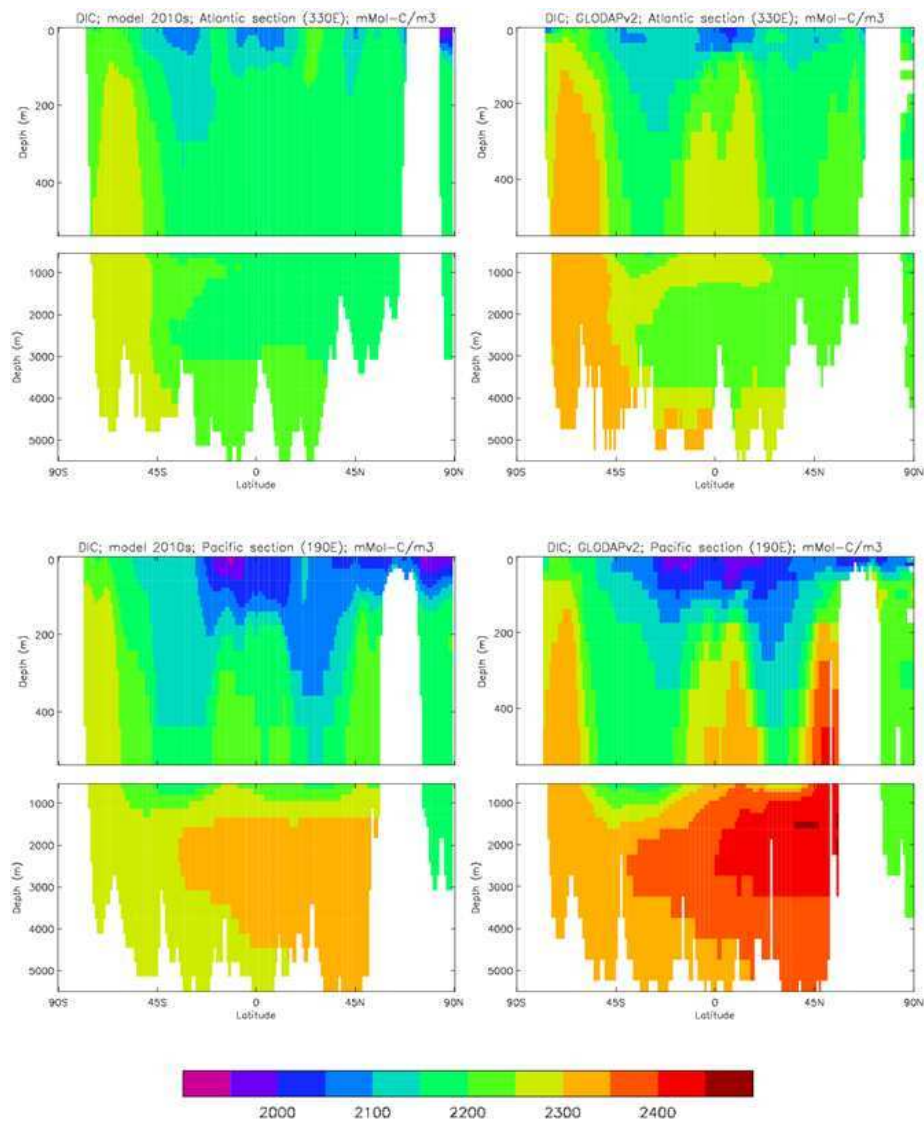 DIC; model 2010s; Atlantic section (330E); mMol-C/m3
0
200
400
Depth (m)
1000
2000
3000
4000
5000
Depth (m)
90S 45S 0 45N 90N
Latitude
DIC; GLODAPv2; Atlantic section (330E); mMol-C/m3
0
200
400
Depth (m)
1000
2000
3000
4000
5000
Depth (m)
90S 45S 0 45N 90N
Latitude
DIC; model 2010s; Pacific section (190E); mMol-C/m3
0
200
400
Depth (m)
1000
2000
3000
4000
5000
Depth (m)
90S 45S 0 45N 90N
Latitude
DIC; GLODAPv2; Pacific section (190E); mMol-C/m3
0
200
400
Depth (m)
1000
2000
3000
4000
5000
Depth (m)
90S 45S 0 45N 90N
Latitude
2000 2100 2200 2300 2400